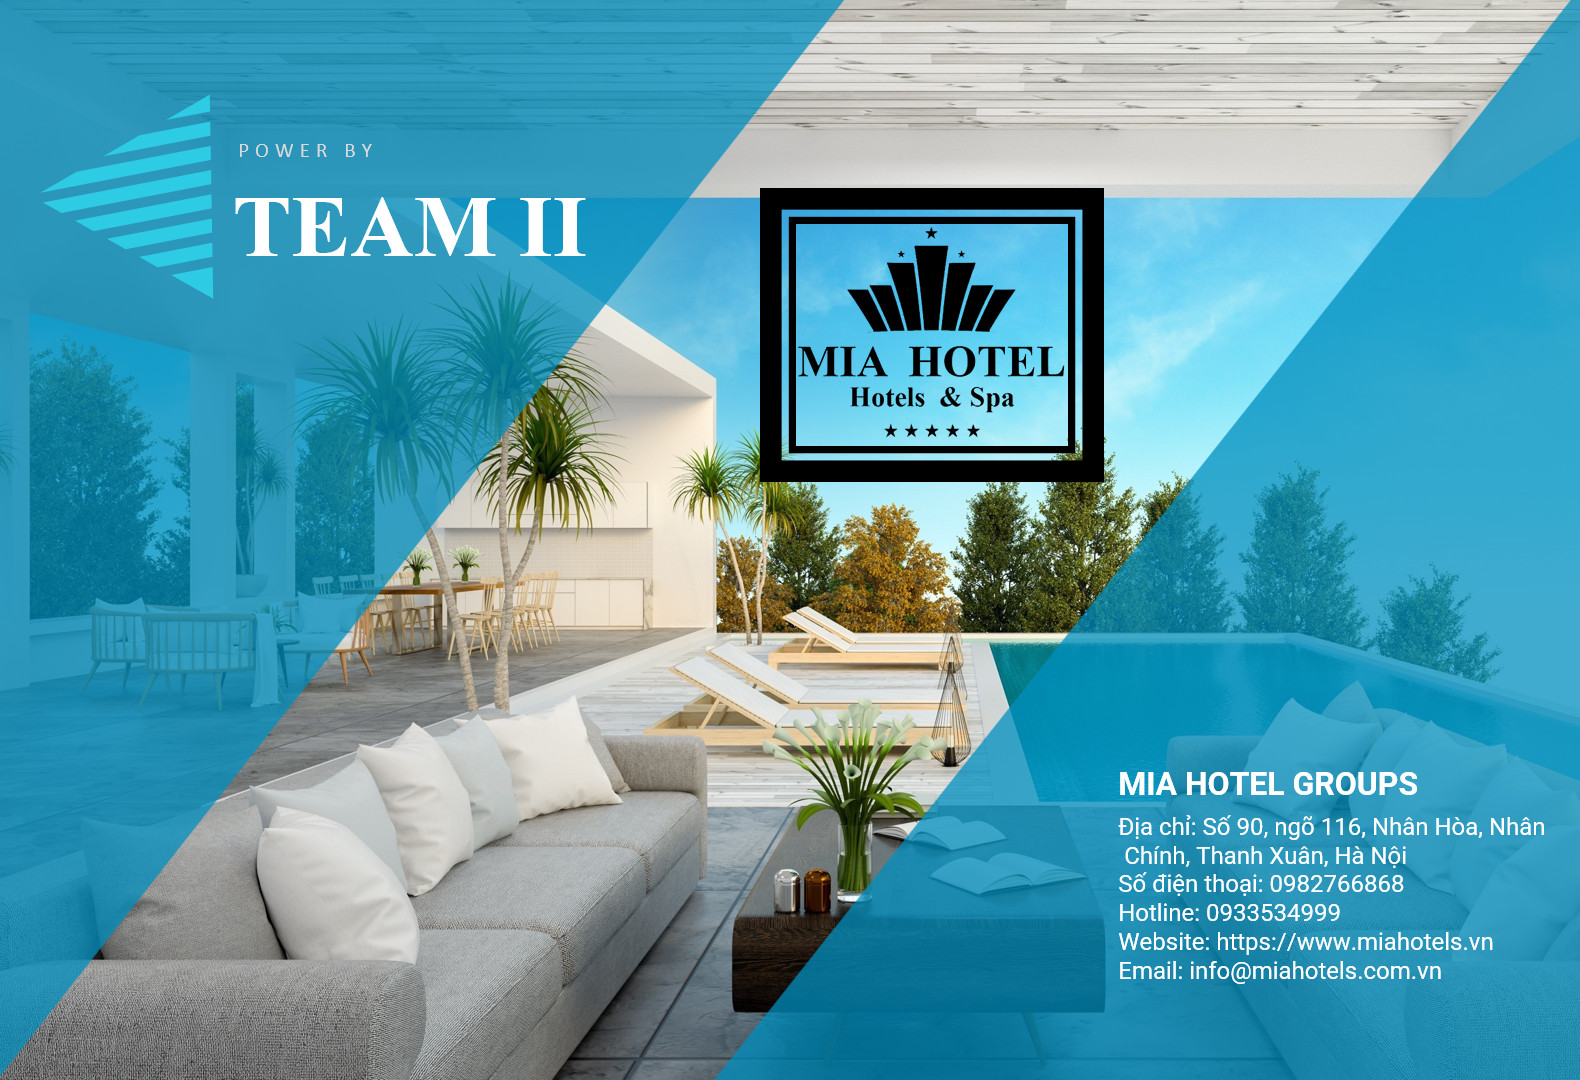 POWER BY
TEAM II
MIA HOTEL
Hotels & Spa
MIA HOTEL GROUPS
Địa chỉ: Số 90, ngõ 116, Nhân Hòa, Nhân
Chính, Thanh Xuân, Hà Nội
Số điện thoại: 0982766868
Hotline: 0933534999
Website: https://www.miahotels.vn
Email: info@miahotels.com.vn